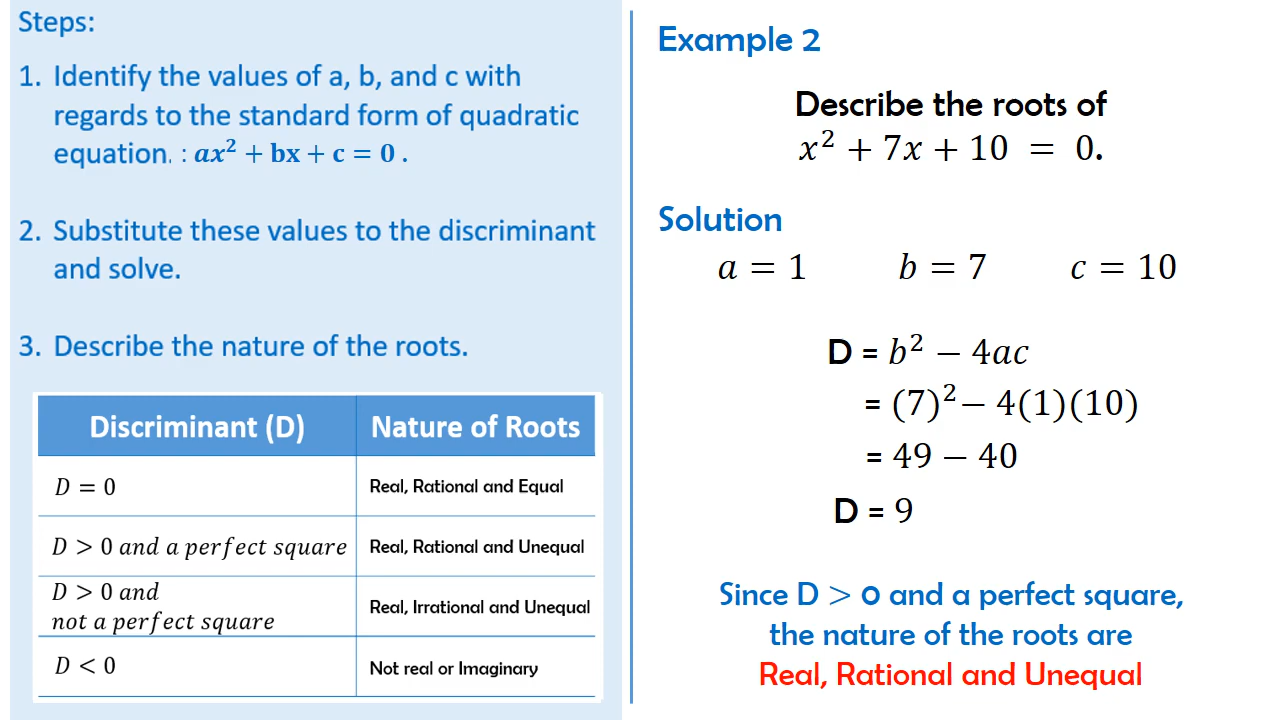 Steps:
1. Identify the values of a, b, and c with
regards to the standard form of quadratic
equation. : ax² + bx + c = 0 .
2. Substitute these values to the discriminant
and solve.
3. Describe the nature of the roots.
Discriminant (D) Nature of Roots
D = 0 Real, Rational and Equal
D > 0 and a perfect square Real, Rational and Unequal
D > 0 and
not a perfect square Real, Irrational and Unequal
D < 0 Not real or Imaginary
Example 2
Describe the roots of
x² + 7x + 10 = 0.
Solution
a = 1 b = 7 c = 10
D = b² − 4ac
= (7)² − 4(1)(10)
= 49 − 40
D = 9
Since D > 0 and a perfect square,
the nature of the roots are
Real, Rational and Unequal